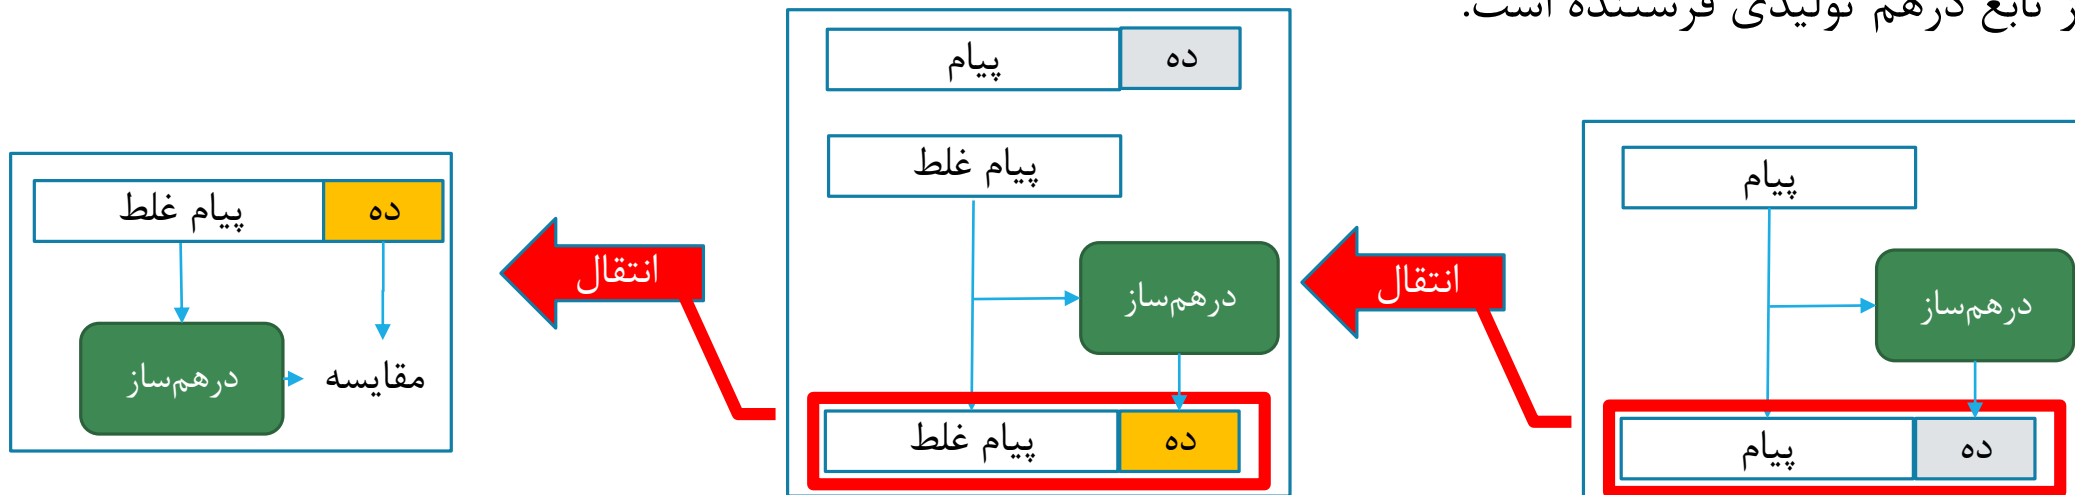 تابع درهم تولیدی فرستنده است.
پیام
درهم‌ساز
پیام ده
انتقال
پیام ده
پیام غلط
درهم‌ساز
پیام غلط ده
انتقال
پیام غلط ده
درهم‌ساز مقایسه